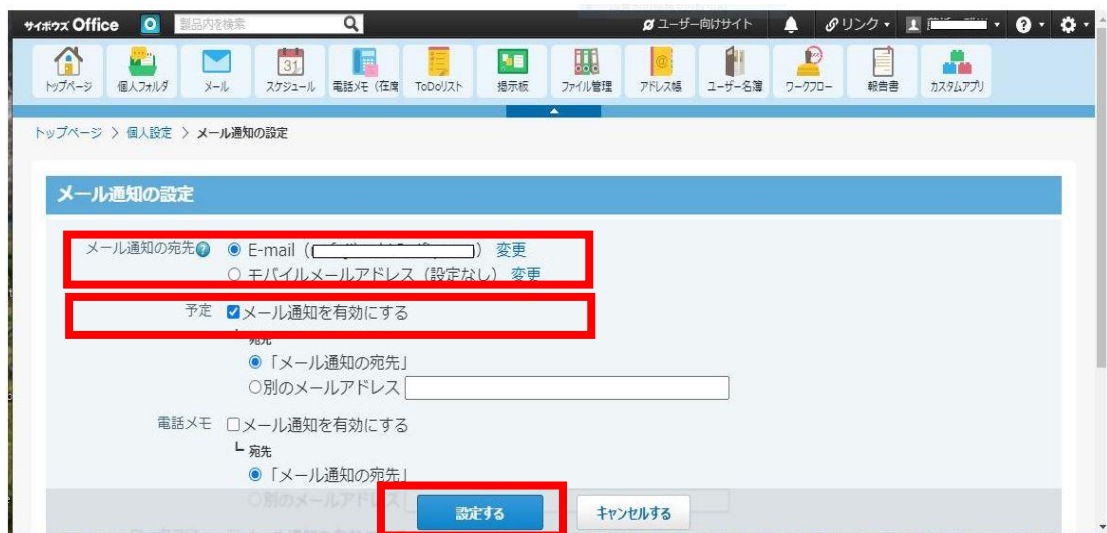 サイボウズ Office 製品内を検索 ユーザー向けサイト リンク
トップページ 個人フォルダ メール スケジュール 電話メモ（在席 ToDoリスト 掲示板 ファイル管理 アドレス帳 ユーザー名簿 ワークフロー 報告書 カスタムアプリ
31
トップページ > 個人設定 > メール通知の設定
メール通知の設定
メール通知の宛先 E-mail（ ） 変更
モバイルメールアドレス（設定なし） 変更
予定 メール通知を有効にする
宛先
「メール通知の宛先」
別のメールアドレス
電話メモ メール通知を有効にする
└ 宛先
「メール通知の宛先」
別のメールアドレス
設定する キャンセルする